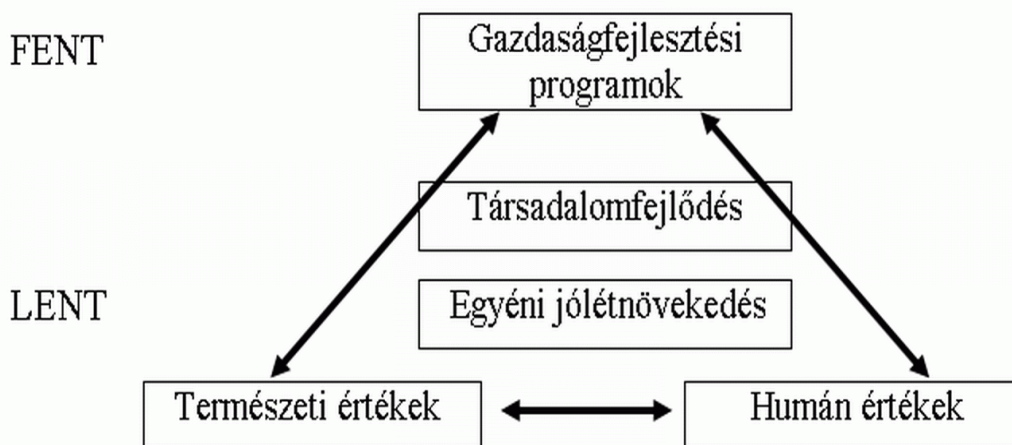 FENT
Gazdaságfejlesztési
programok
Társadalomfejlődés
LENT
Egyéni jólétnövekedés
Természeti értékek
Humán értékek